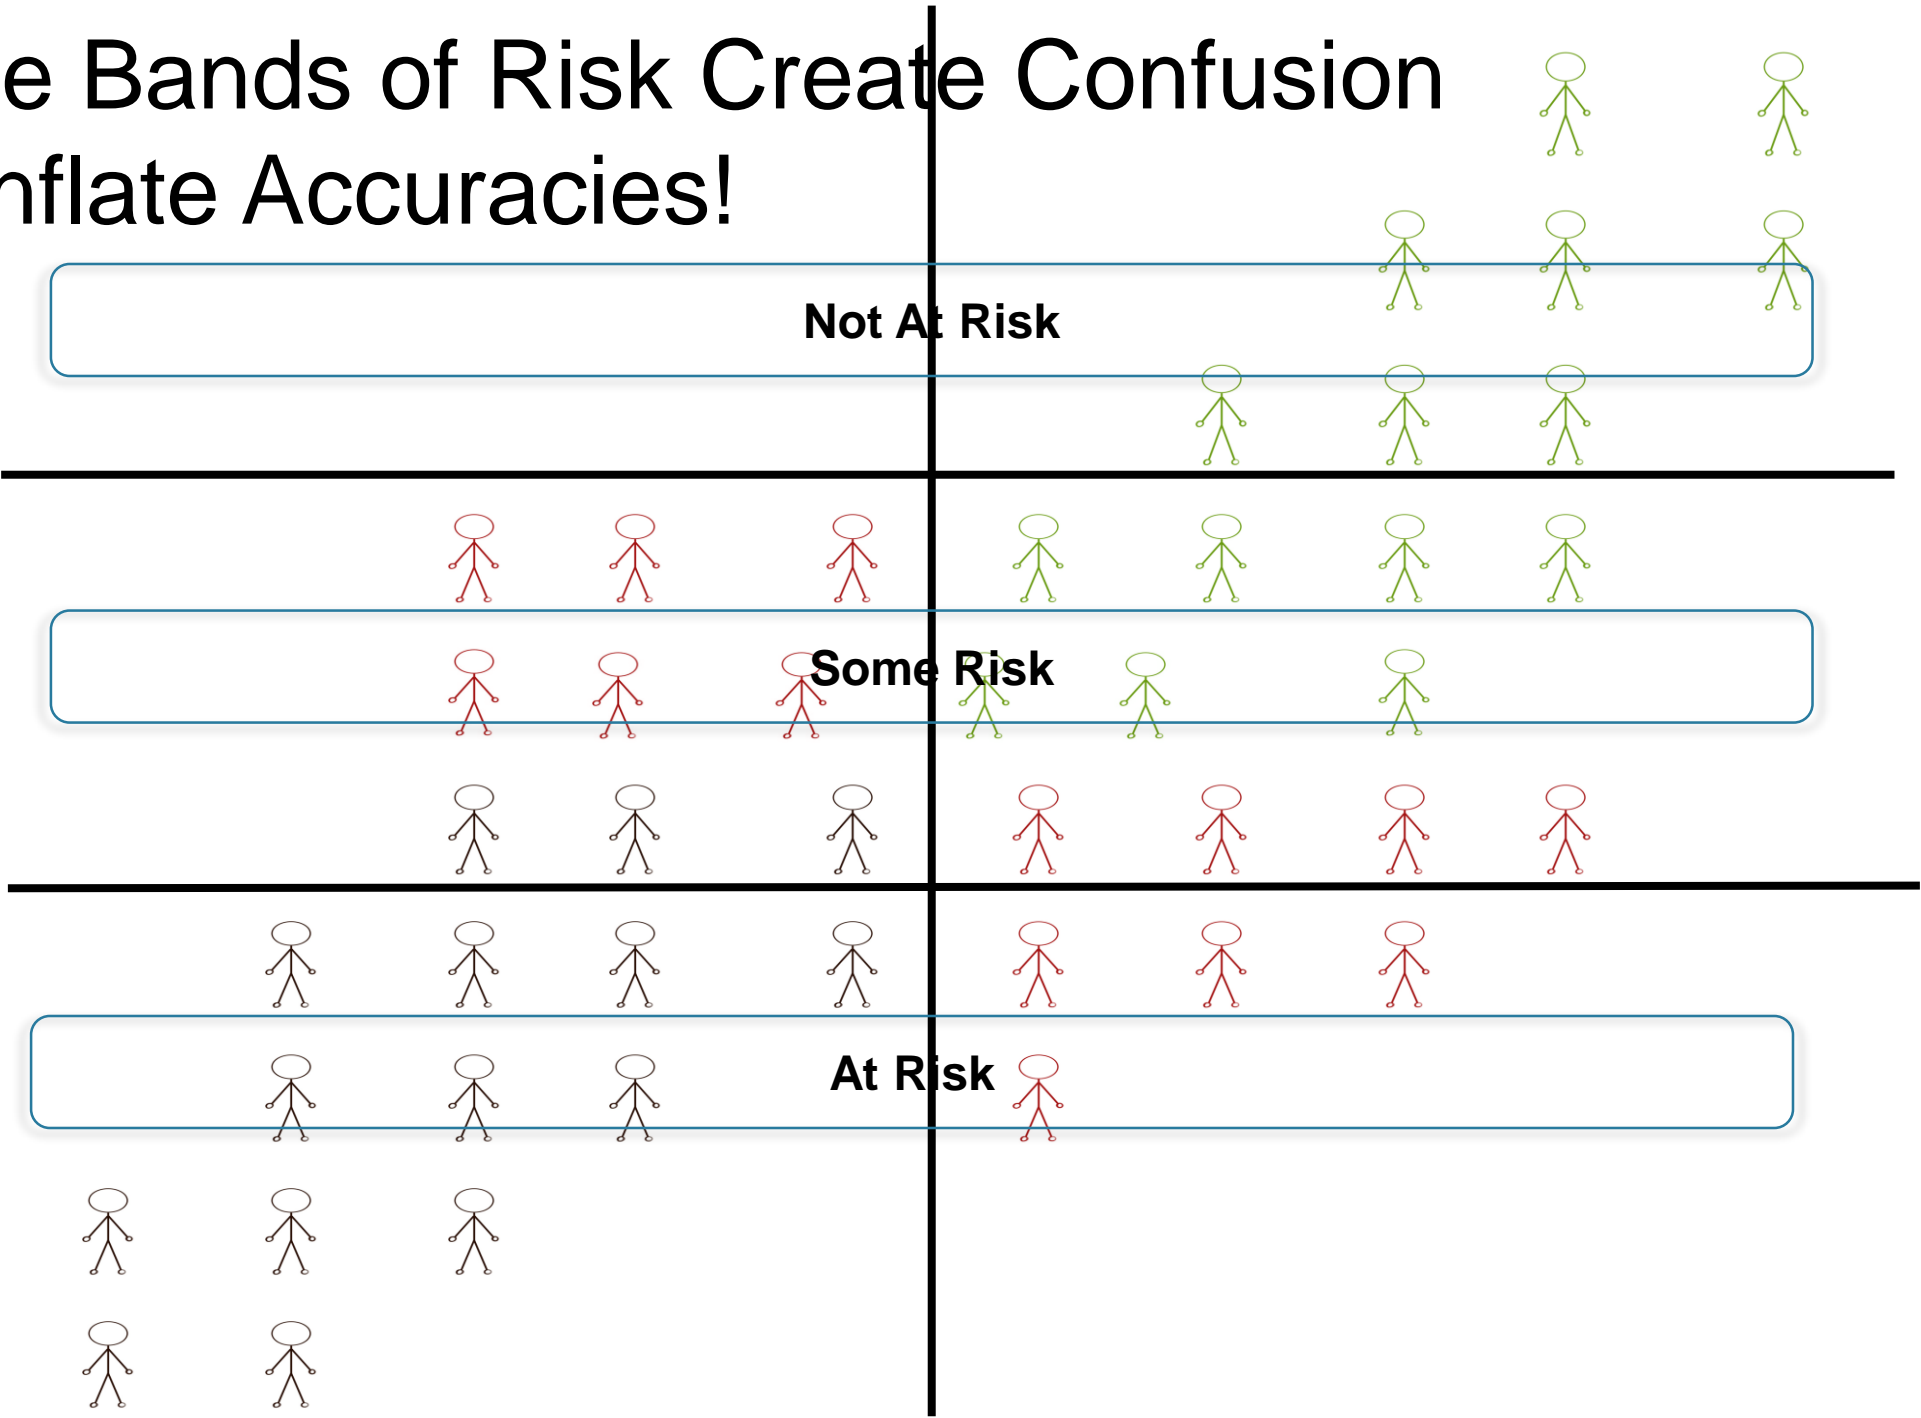 e Bands of Risk Create Confusion
nflate Accuracies!
Not At Risk
Some Risk
At Risk